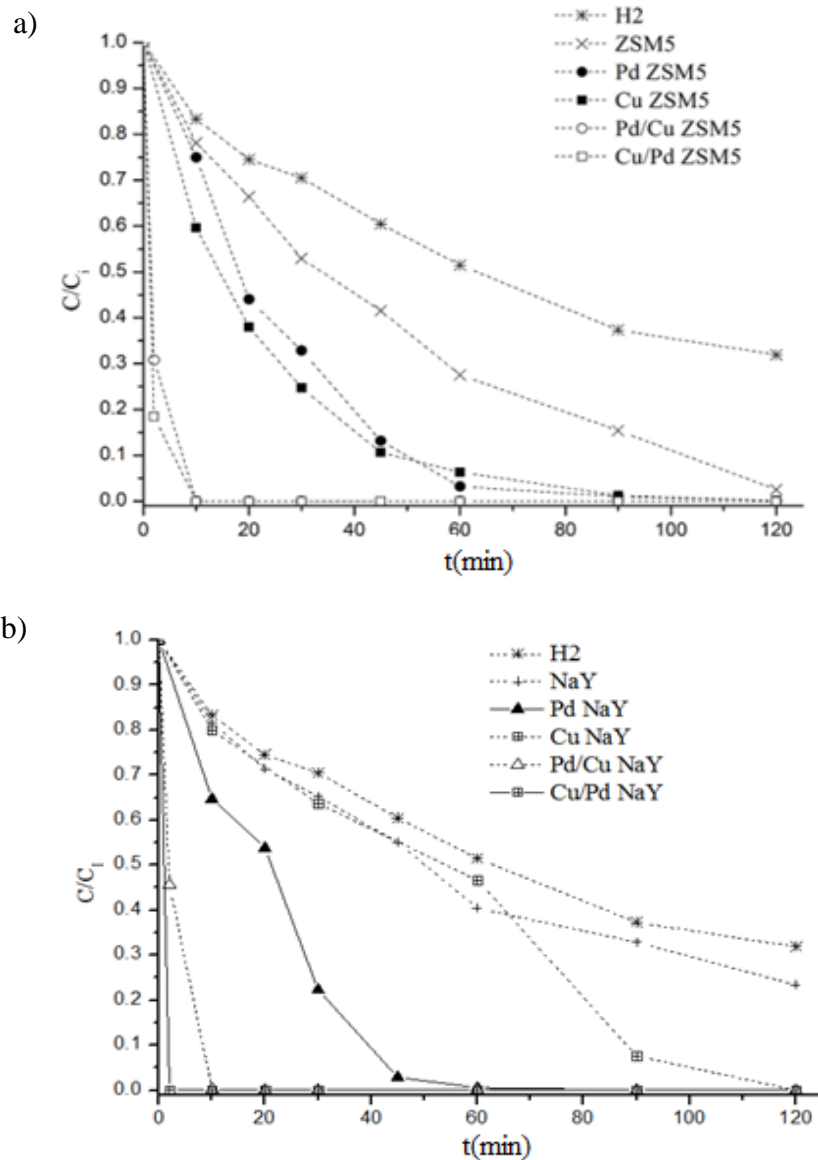 a)
H2
ZSM5
Pd ZSM5
Cu ZSM5
Pd/Cu ZSM5
Cu/Pd ZSM5
1.0
0.9
0.8
0.7
0.6
0.5
0.4
0.3
0.2
0.1
0.0
C/Ci
0 20 40 60 80 100 120
t(min)
b)
H2
NaY
Pd NaY
Cu NaY
Pd/Cu NaY
Cu/Pd NaY
1.0
0.9
0.8
0.7
0.6
0.5
0.4
0.3
0.2
0.1
0.0
C/Ci
0 20 40 60 80 100 120
t(min)